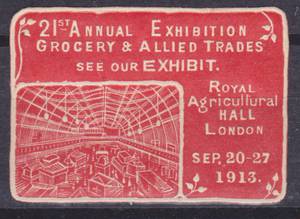 21ST ANNUAL EXHIBITION
GROCERY & ALLIED TRADES
SEE OUR EXHIBIT.
ROYAL
Agricultural
HALL
LONDON
SEP. 20-27
1913.